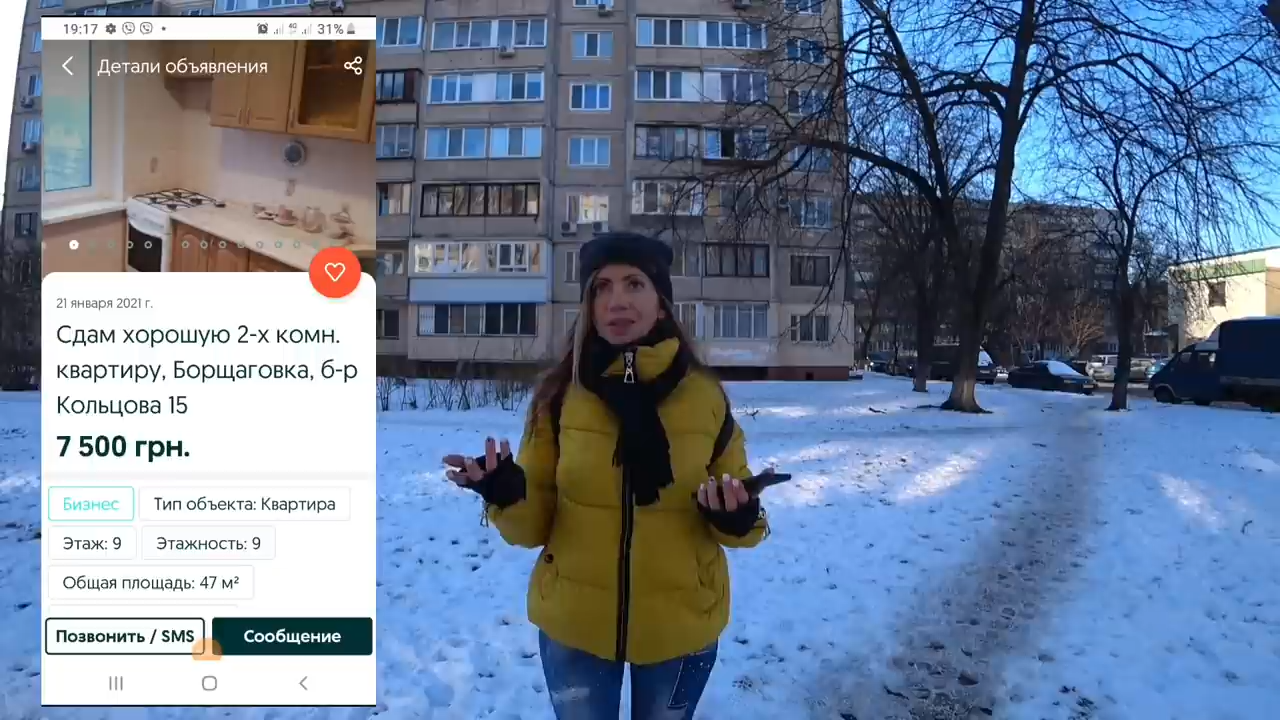 19:17
4G
31%
Детали объявления
21 января 2021 г.
Сдам хорошую 2-х комн.
квартиру, Борщаговка, б-р
Кольцова 15
7 500 грн.
Бизнес
Тип объекта: Квартира
Этаж: 9
Этажность: 9
Общая площадь: 47 м²
Позвонить / SMS
Сообщение